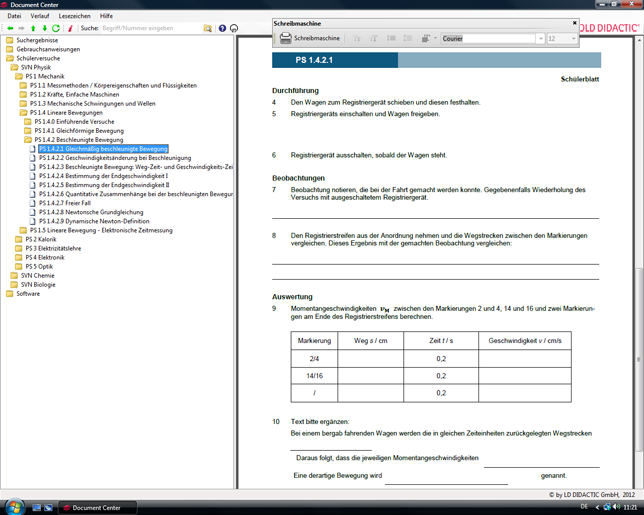 Document Center
Datei Verlauf Lesezeichen Hilfe
Suche: Begriff/Nummer eingeben
Schreibmaschine
Schreibmaschine
Courier
12
LD DIDACTIC
Suchergebnisse
Gebrauchsanweisungen
Schülerversuche
SVN Physik
PS 1 Mechanik
PS 1.1 Messmethoden / Körpereigenschaften und Flüssigkeiten
PS 1.2 Kräfte, Einfache Maschinen
PS 1.3 Mechanische Schwingungen und Wellen
PS 1.4 Lineare Bewegungen
PS 1.4.0 Einführende Versuche
PS 1.4.1 Gleichförmige Bewegung
PS 1.4.2 Beschleunigte Bewegung
PS 1.4.2.1 Gleichmäßig beschleunigte Bewegung
PS 1.4.2.2 Geschwindigkeitsänderung bei Beschleunigung
PS 1.4.2.3 Beschleunigte Bewegung: Weg-Zeit- und Geschwindigkeits-Zei
PS 1.4.2.4 Bestimmung der Endgeschwindigkeit I
PS 1.4.2.5 Bestimmung der Endgeschwindigkeit II
PS 1.4.2.6 Quantitative Zusammenhänge bei der beschleunigten Bewegur
PS 1.4.2.7 Freier Fall
PS 1.4.2.8 Newtonsche Grundgleichung
PS 1.4.2.9 Dynamische Newton-Definition
PS 1.5 Lineare Bewegung - Elektronische Zeitmessung
PS 2 Kalorik
PS 3 Elektrizitätslehre
PS 4 Elektronik
PS 5 Optik
SVN Chemie
SVN Biologie
Software
PS 1.4.2.1
Schülerblatt
Durchführung
4 Den Wagen zum Registriergerät schieben und diesen festhalten.
5 Registriergeräts einschalten und Wagen freigeben.
6 Registriergerät ausschalten, sobald der Wagen steht.
Beobachtungen
7 Beobachtung notieren, die bei der Fahrt gemacht werden konnte. Gegebenenfalls Wiederholung des
Versuchs mit ausgeschaltetem Registriergerät.
8 Den Registrierstreifen aus der Anordnung nehmen und die Wegstrecken zwischen den Markierungen
vergleichen. Dieses Ergebnis mit der gemachten Beobachtung vergleichen:
Auswertung
9 Momentangeschwindigkeiten v_M zwischen den Markierungen 2 und 4, 14 und 16 und zwei Markierun-
gen am Ende des Registrierstreifens berechnen.
Markierung Weg s / cm Zeit t / s Geschwindigkeit v / cm/s
2/4 0,2
14/16 0,2
/ 0,2
10 Text bitte ergänzen:
Bei einem bergab fahrenden Wagen werden die in gleichen Zeiteinheiten zurückgelegten Wegstrecken
Daraus folgt, dass die jeweiligen Momentangeschwindigkeiten
Eine derartige Bewegung wird genannt.
© by LD DIDACTIC GmbH, 2012
Document Center
DE
11:21